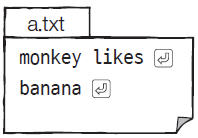 a.txt
monkey likes ⏎
banana ⏎